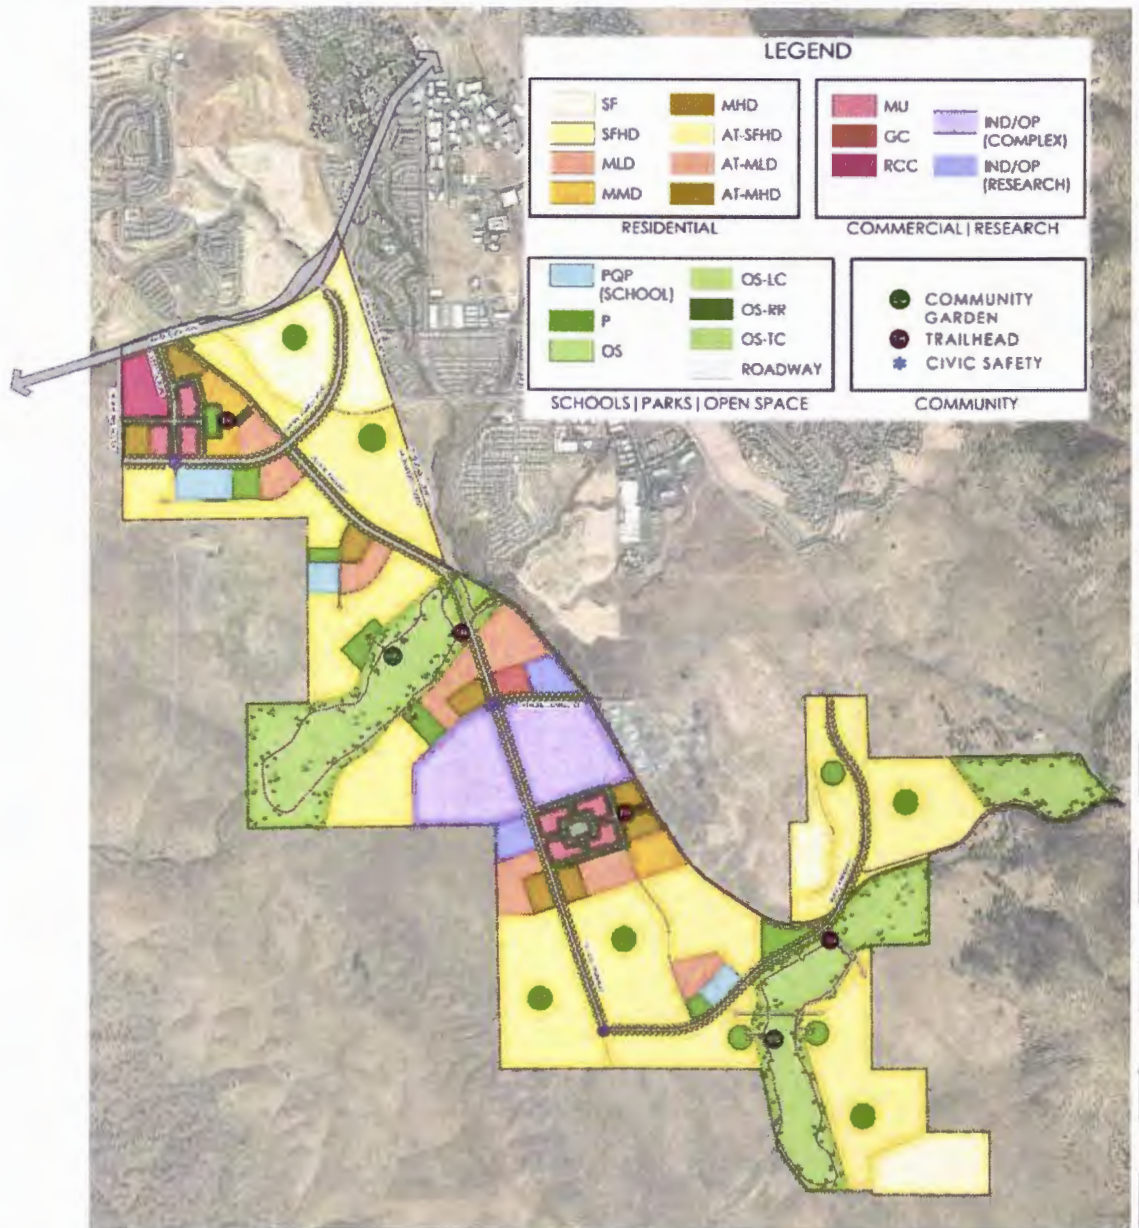 LEGEND
SF
SFHD
MLD
MMD
MHD
AT-SFHD
AT-MLD
AT-MHD
RESIDENTIAL
MU
GC
RCC
IND/OP
(COMPLEX)
IND/OP
(RESEARCH)
COMMERCIAL | RESEARCH
PQP
(SCHOOL)
P
OS
OS-LC
OS-RR
OS-TC
ROADWAY
SCHOOLS | PARKS | OPEN SPACE
COMMUNITY
GARDEN
TRAILHEAD
CIVIC SAFETY
COMMUNITY